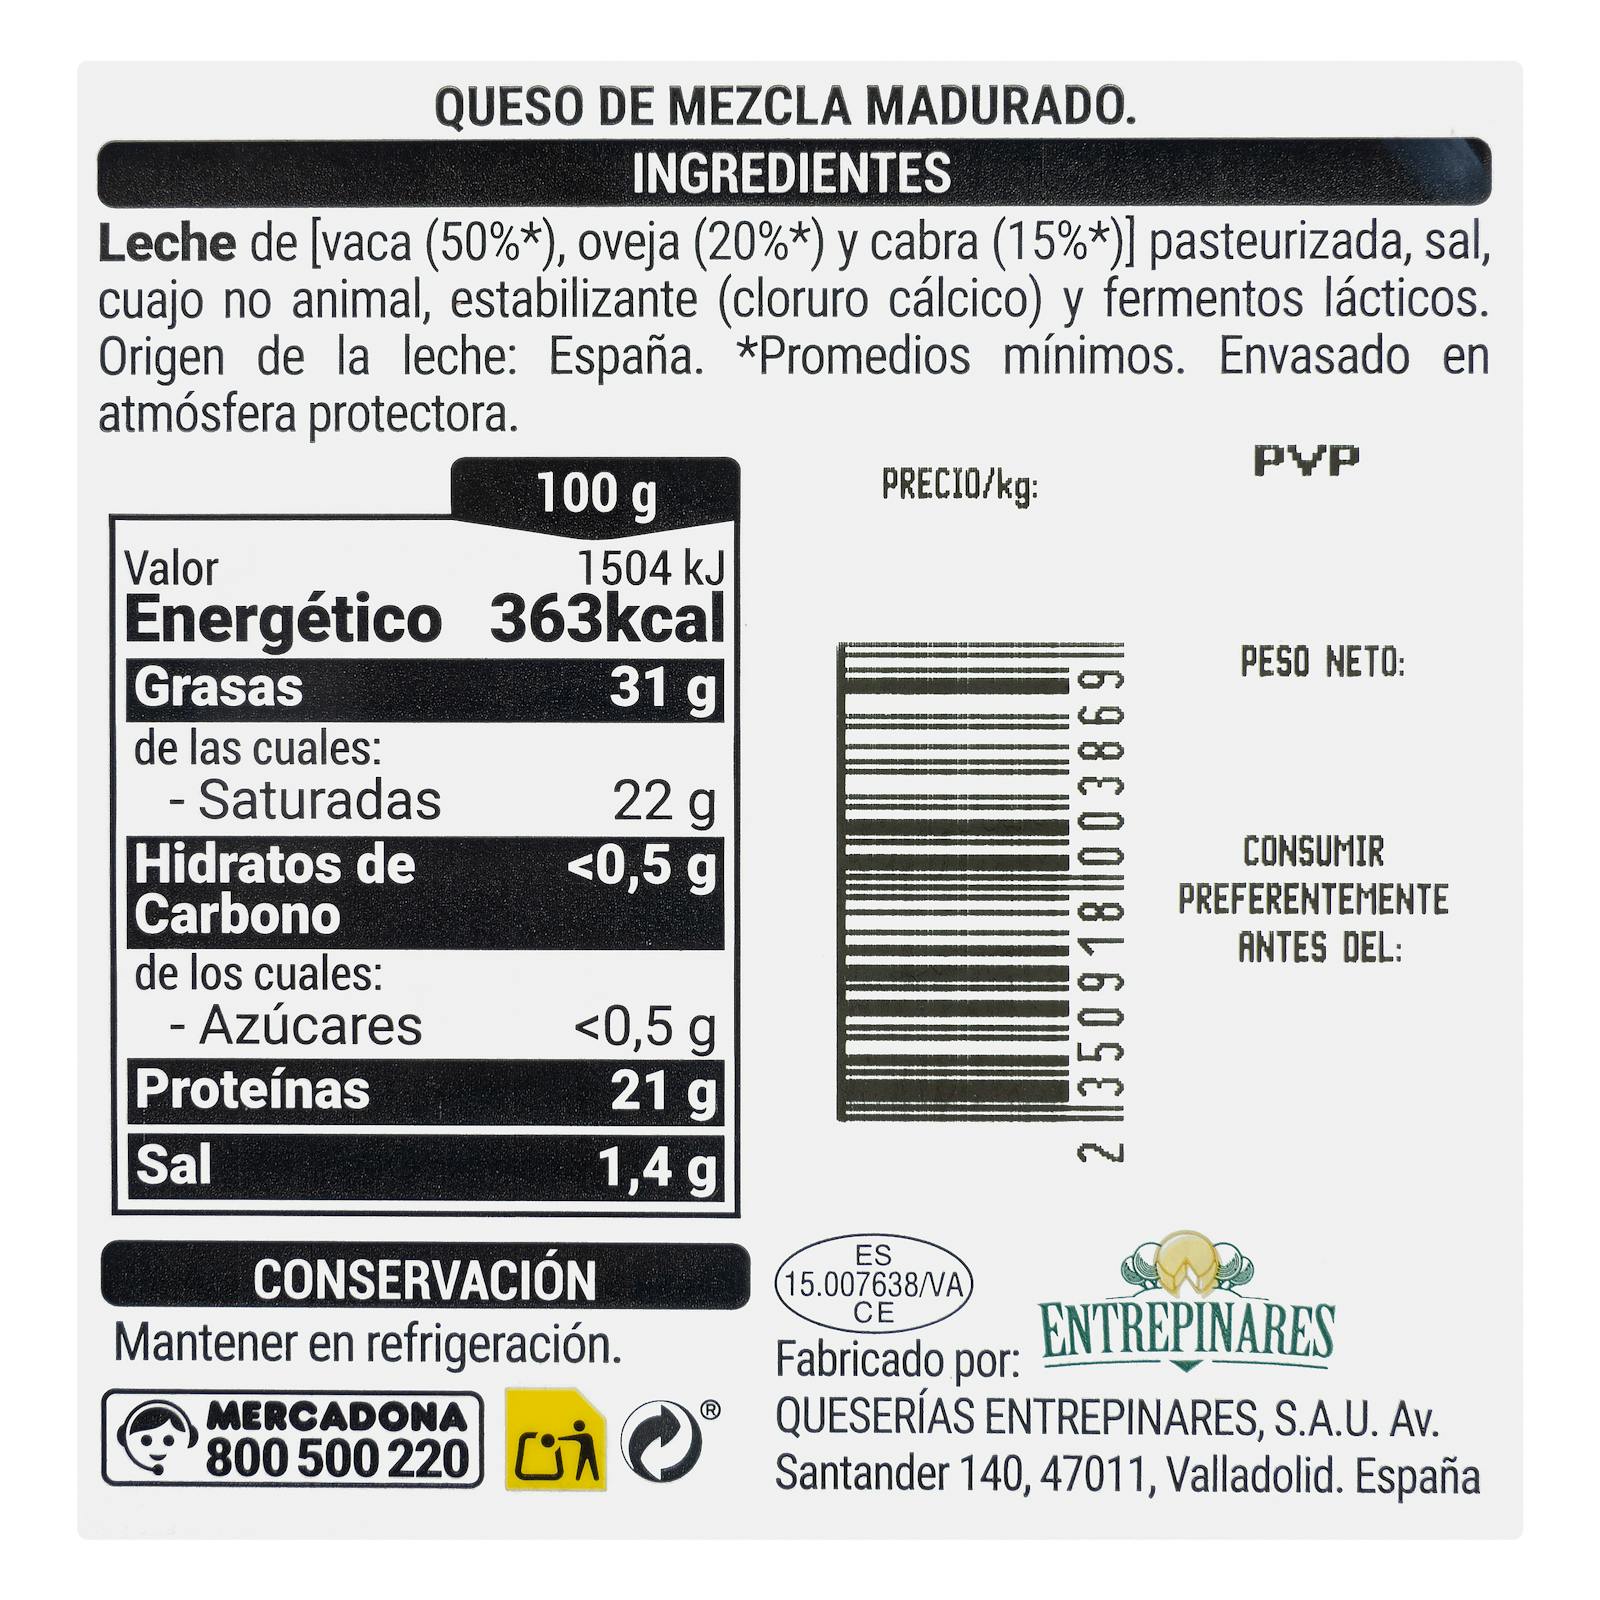 QUESO DE MEZCLA MADURADO.
INGREDIENTES
Leche de [vaca (50%*), oveja (20%*) y cabra (15%*)] pasteurizada, sal,
cuajo no animal, estabilizante (cloruro cálcico) y fermentos lácticos.
Origen de la leche: España. *Promedios mínimos. Envasado en
atmósfera protectora.
100 g
Valor 1504 kJ
Energético 363kcal
Grasas 31 g
de las cuales:
- Saturadas 22 g
Hidratos de <0,5 g
Carbono
de los cuales:
- Azúcares <0,5 g
Proteínas 21 g
Sal 1,4 g
PRECIO/kg:
PVP
2 350918 003869
PESO NETO:
CONSUMIR
PREFERENTEMENTE
ANTES DEL:
CONSERVACIÓN
Mantener en refrigeración.
MERCADONA
800 500 220
®
ES
15.007638/VA
CE
ENTREPINARES
Fabricado por:
QUESERÍAS ENTREPINARES, S.A.U. Av.
Santander 140, 47011, Valladolid. España